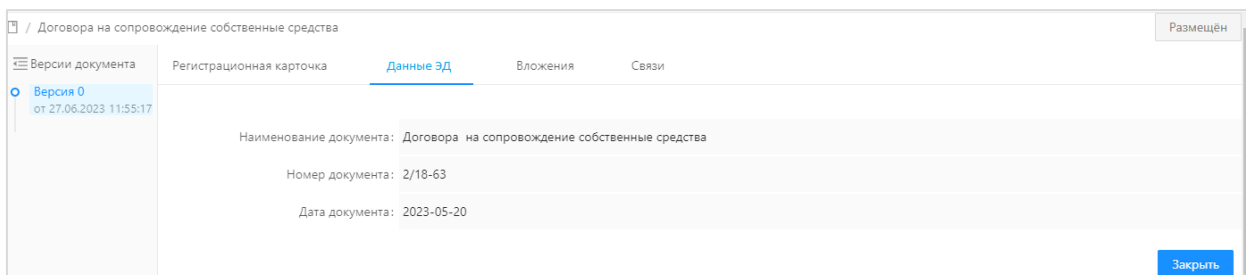 / Договора на сопровождение собственные средства
Размещён
Версии документа
Регистрационная карточка Данные ЭД Вложения Связи
Версия 0
от 27.06.2023 11:55:17
Наименование документа: Договора на сопровождение собственные средства
Номер документа: 2/18-63
Дата документа: 2023-05-20
Закрыть